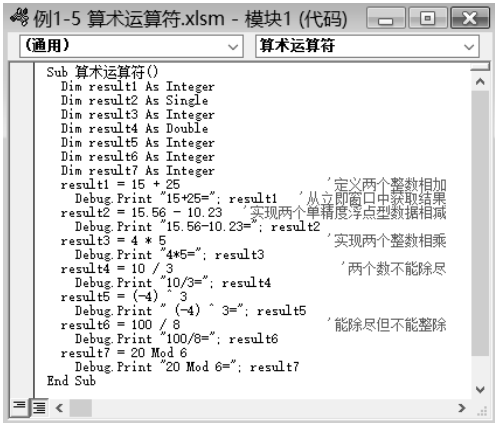 例1-5 算术运算符.xlsm - 模块1 (代码)
(通用) 算术运算符
Sub 算术运算符()
Dim result1 As Integer
Dim result2 As Single
Dim result3 As Integer
Dim result4 As Double
Dim result5 As Integer
Dim result6 As Integer
Dim result7 As Integer
result1 = 15 + 25 '定义两个整数相加
Debug.Print "15+25="; result1 '从立即窗口中获取结果
result2 = 15.56 - 10.23 '实现两个单精度浮点型数据相减
Debug.Print "15.56-10.23="; result2
result3 = 4 * 5 '实现两个整数相乘
Debug.Print "4*5="; result3
result4 = 10 / 3 '两个数不能除尽
Debug.Print "10/3="; result4
result5 = (-4) ^ 3
Debug.Print " (-4) ^ 3="; result5
result6 = 100 / 8 '能除尽但不能整除
Debug.Print "100/8="; result6
result7 = 20 Mod 6
Debug.Print "20 Mod 6="; result7
End Sub